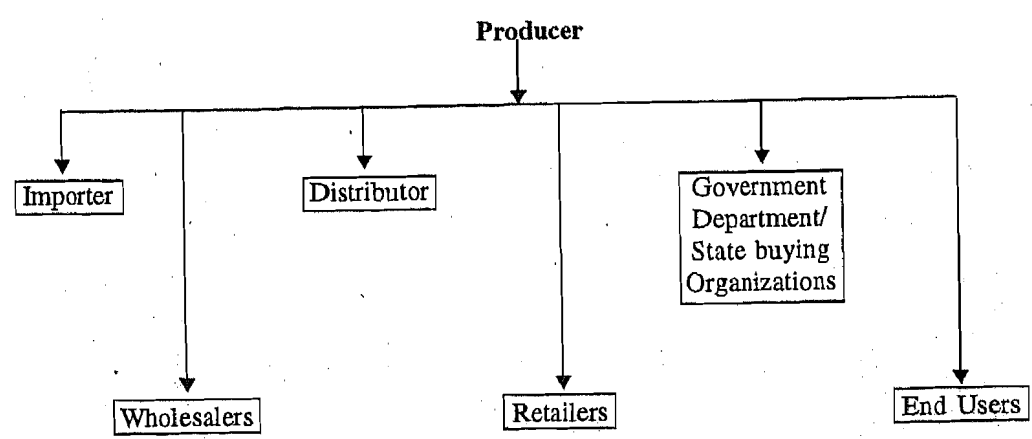 Producer
Importer
Distributor
Government
Department/
State buying
Organizations
Wholesalers
Retailers
End Users